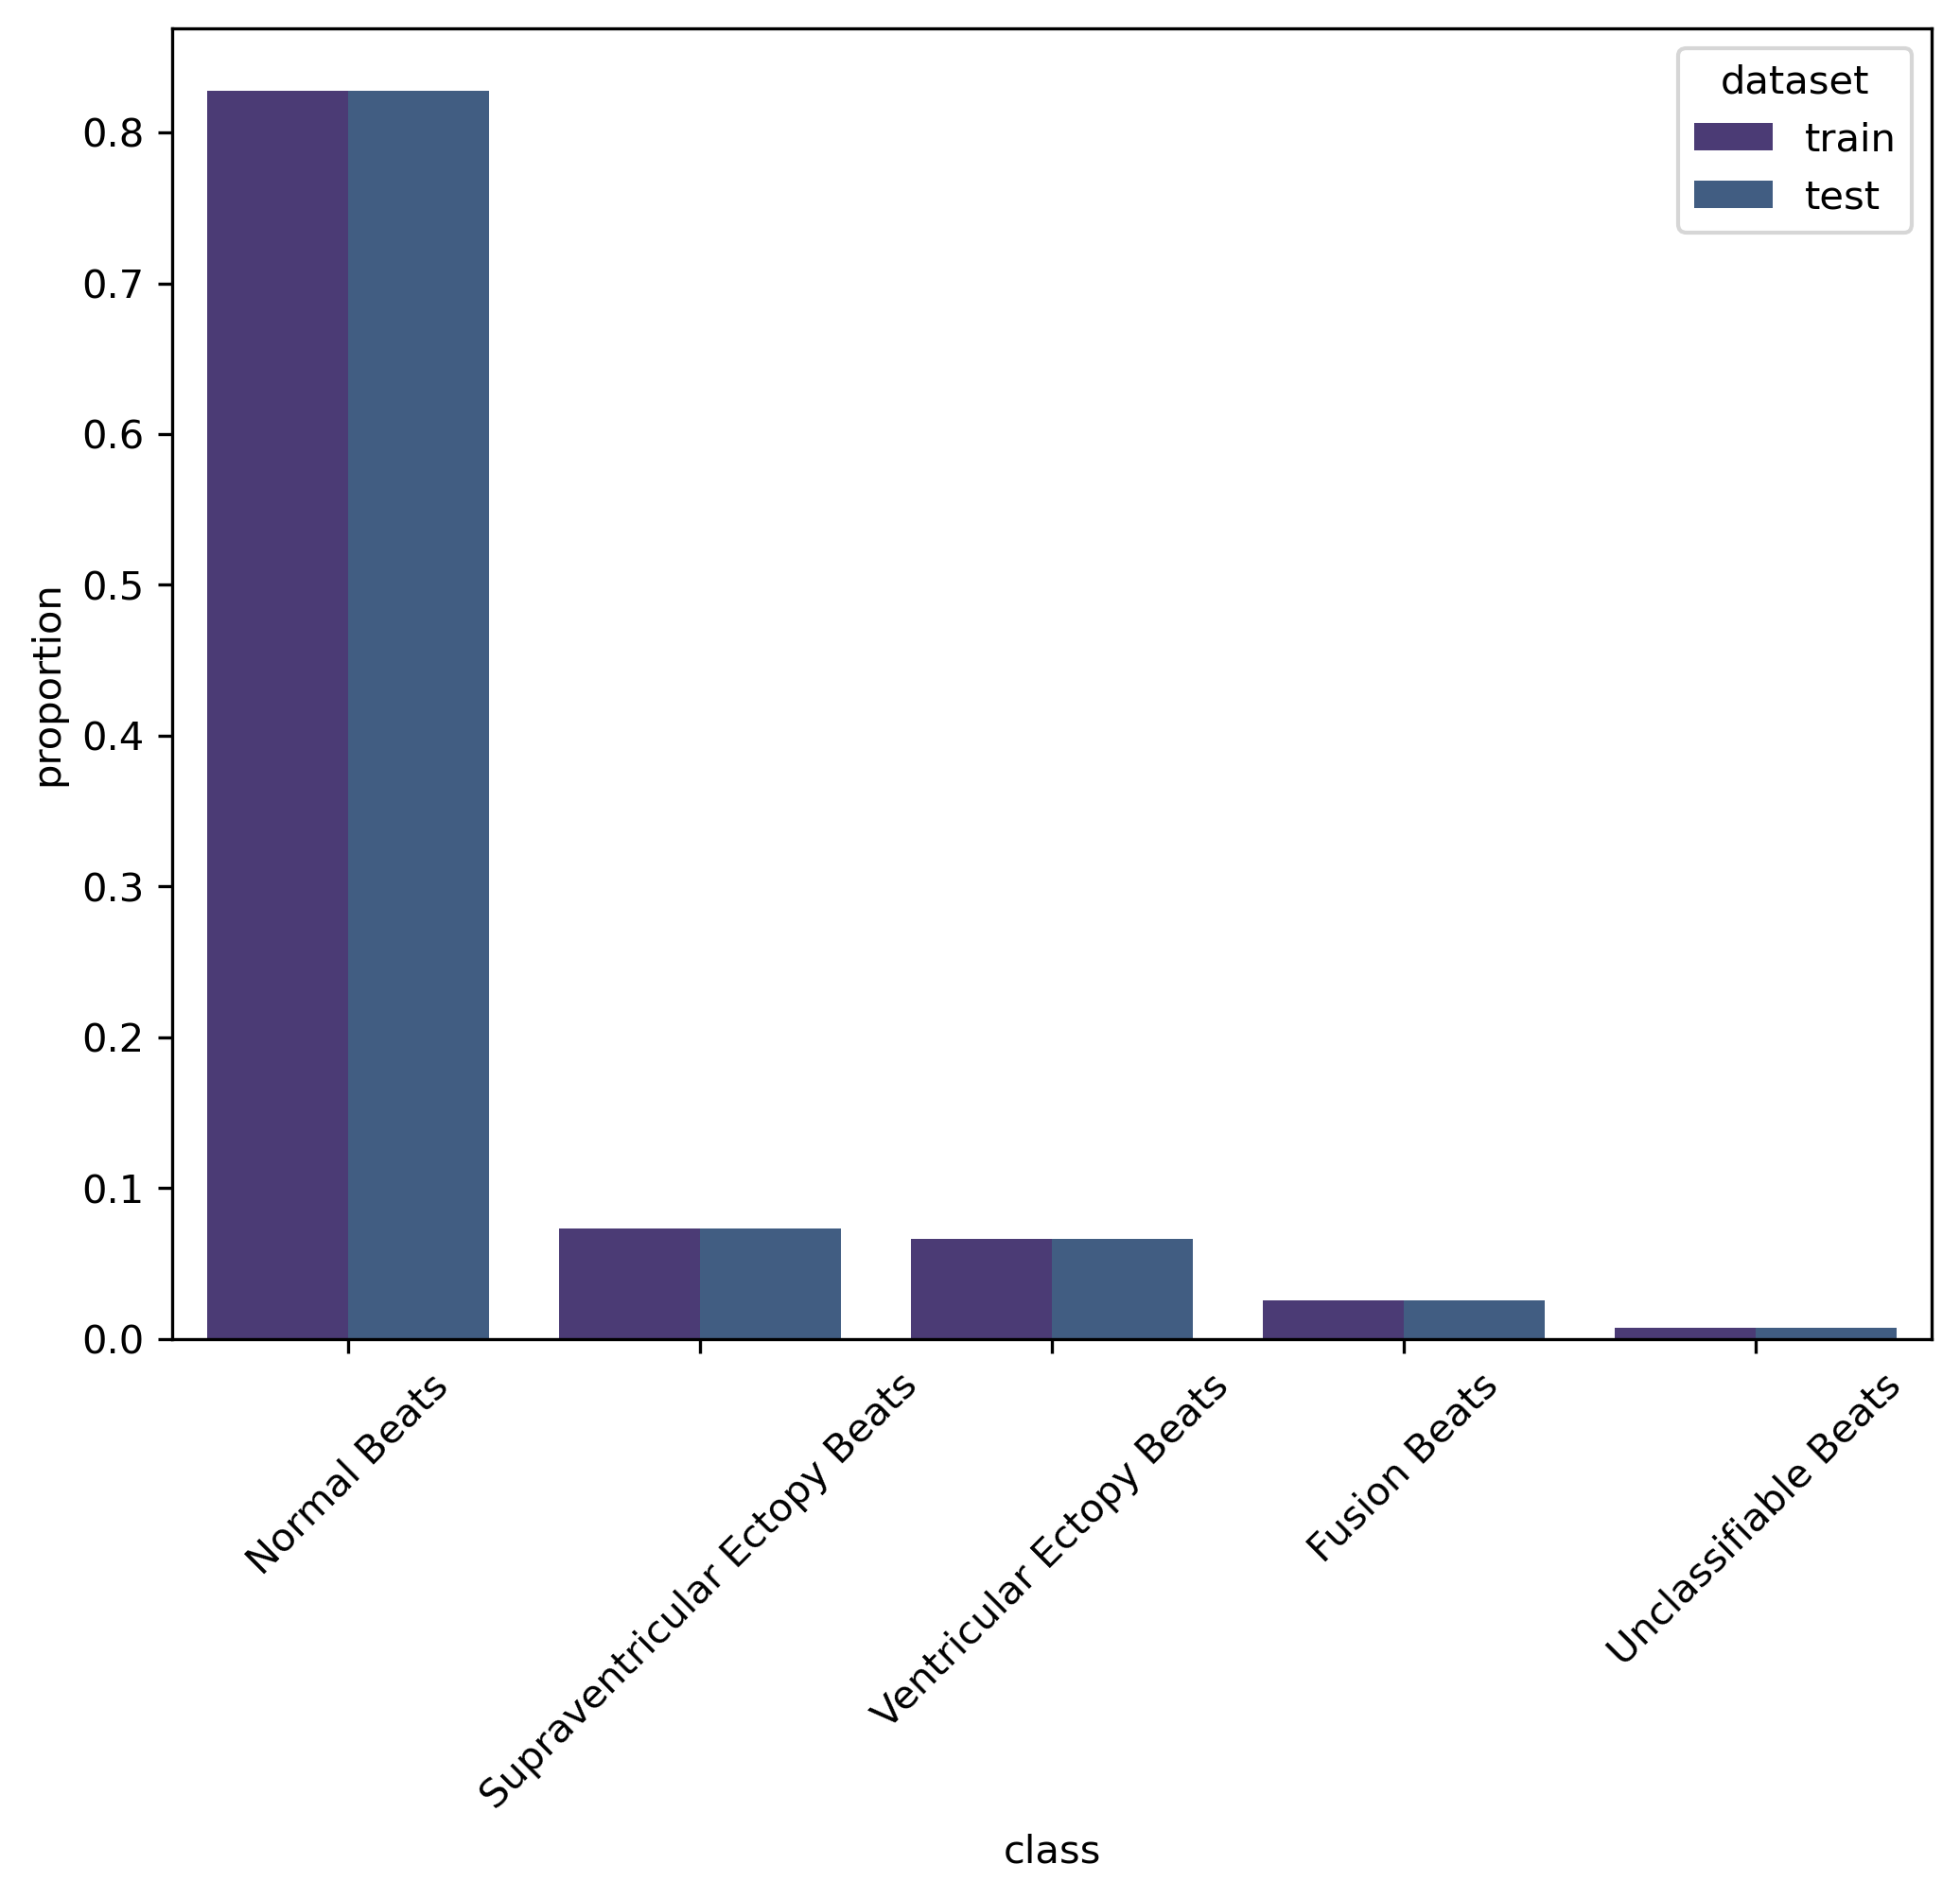 dataset
train
test
0.8
0.7
0.6
0.5
0.4
0.3
0.2
0.1
0.0
proportion
Normal Beats
Supraventricular Ectopy Beats
Ventricular Ectopy Beats
Fusion Beats
Unclassifiable Beats
class